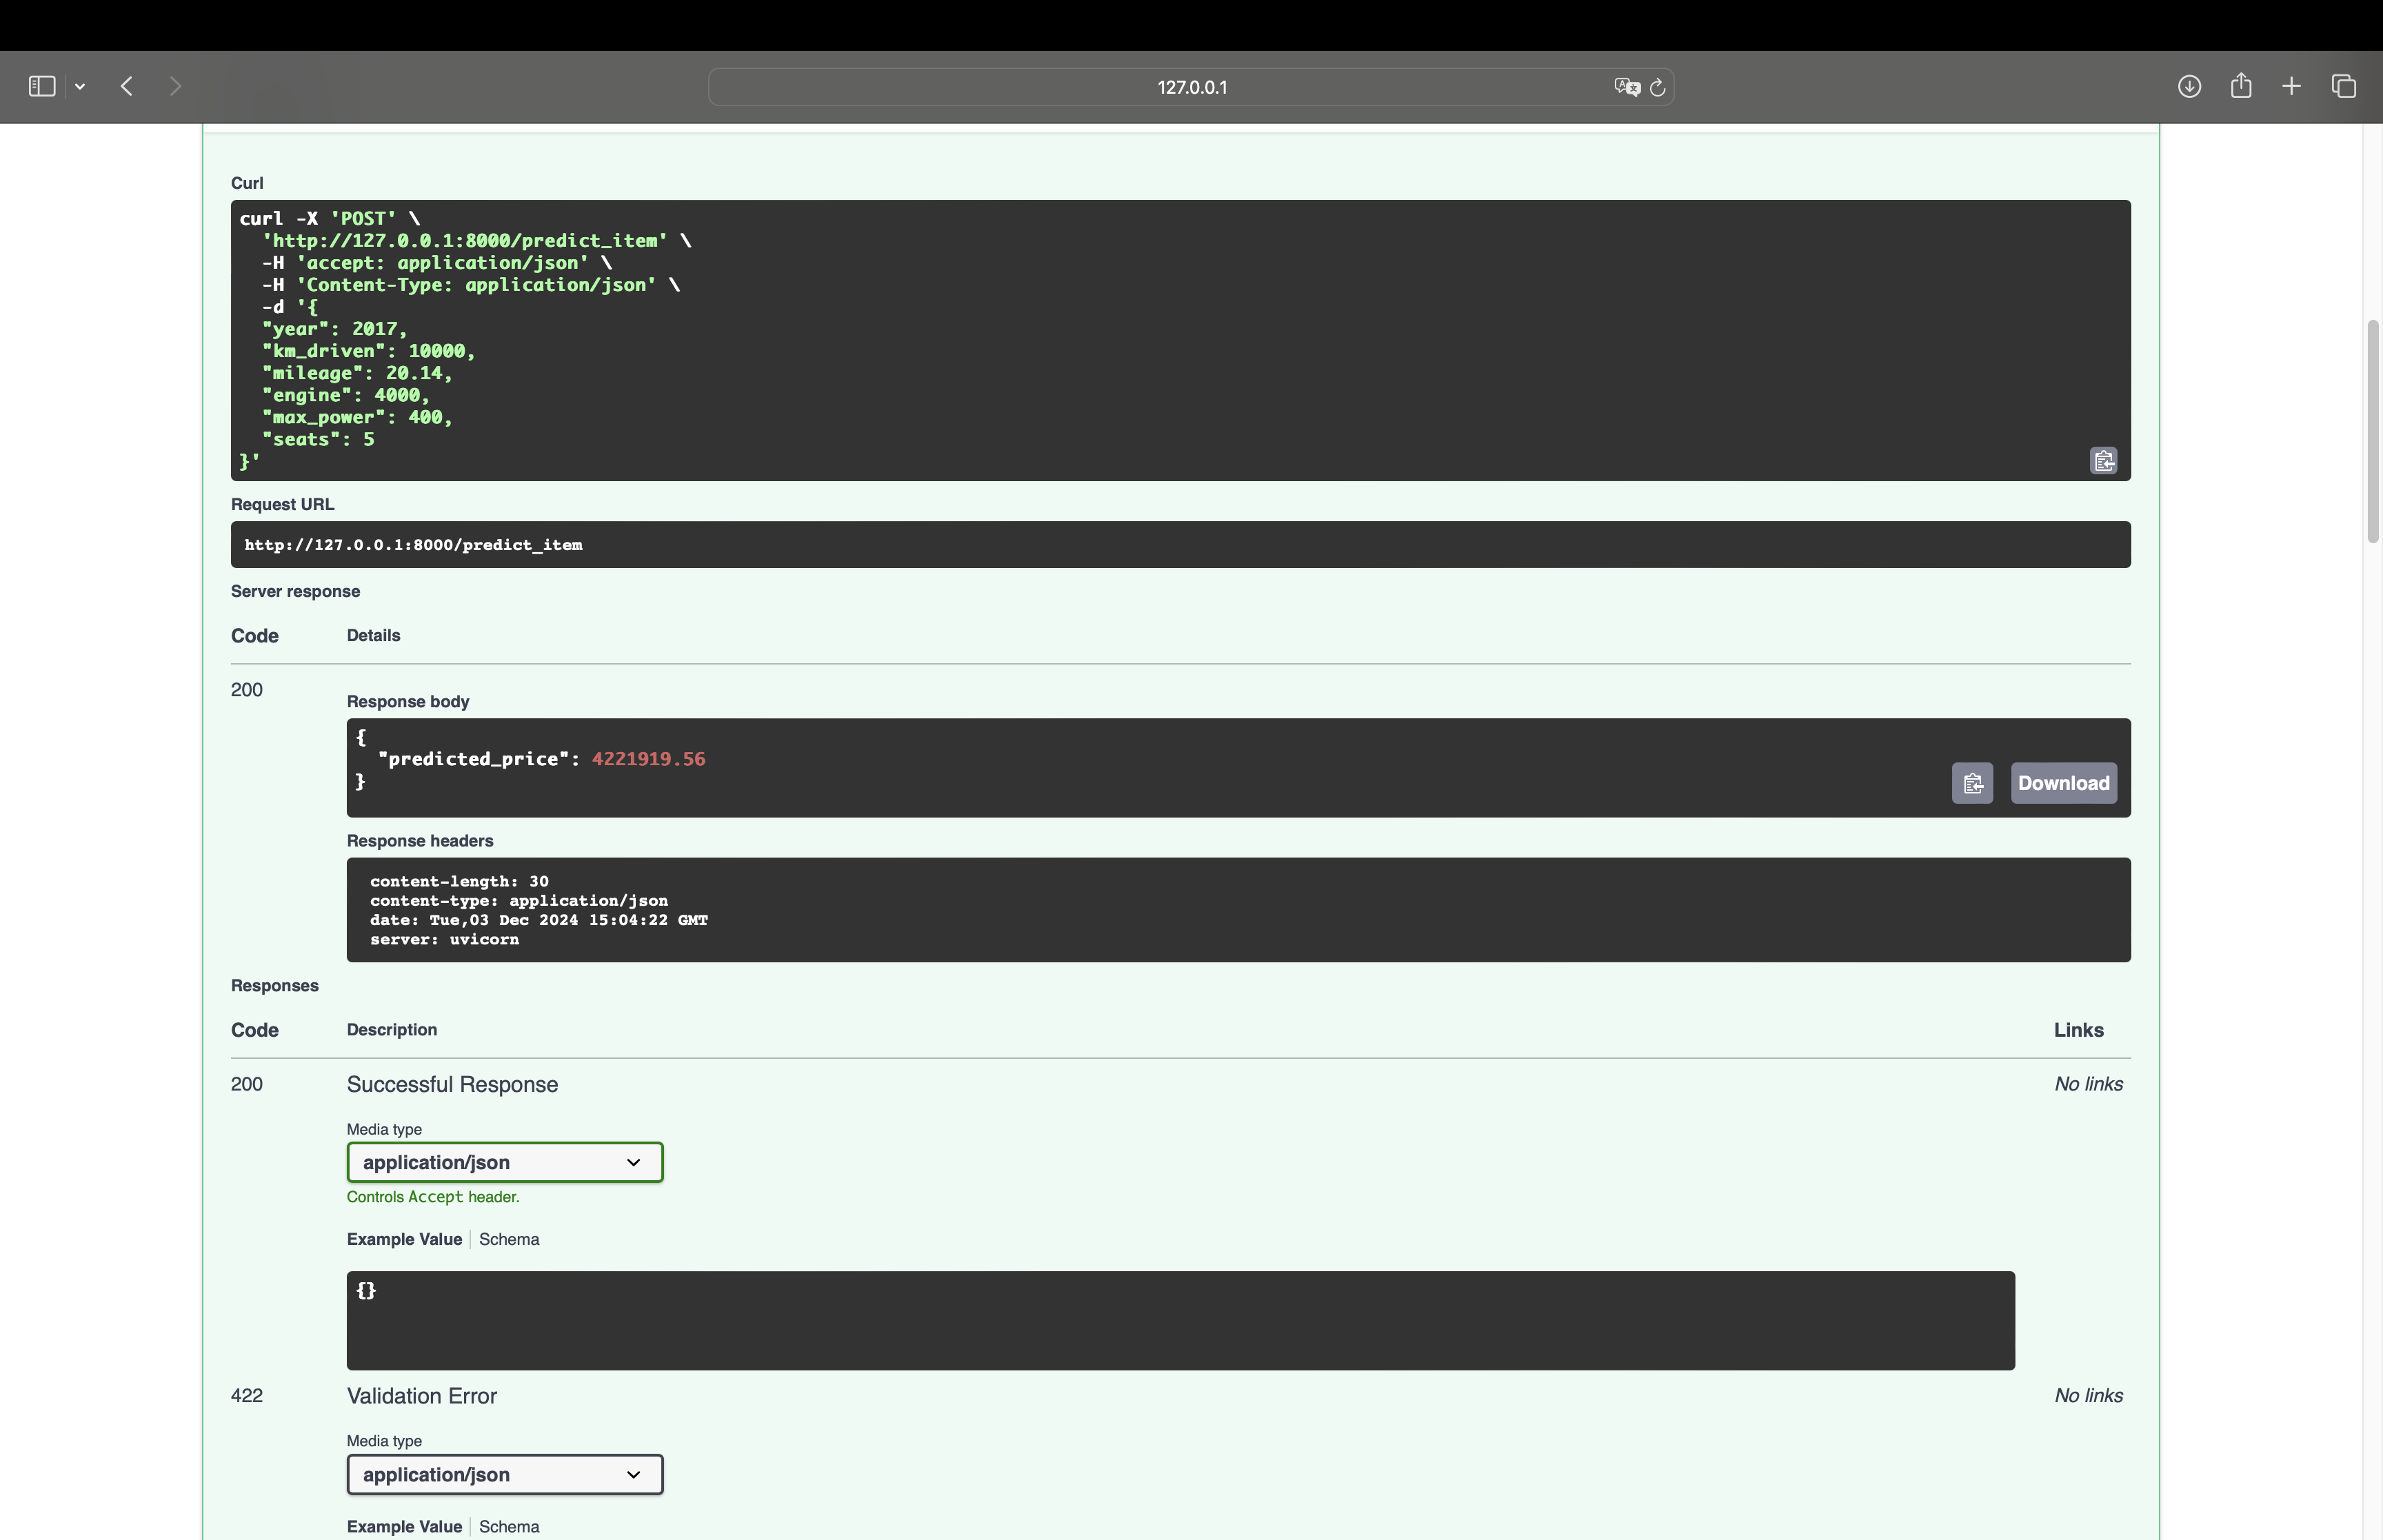 127.0.0.1
Curl
curl -X 'POST' \
  'http://127.0.0.1:8000/predict_item' \
  -H 'accept: application/json' \
  -H 'Content-Type: application/json' \
  -d '{
  "year": 2017,
  "km_driven": 10000,
  "mileage": 20.14,
  "engine": 4000,
  "max_power": 400,
  "seats": 5
}'
Request URL
http://127.0.0.1:8000/predict_item
Server response
Code Details
200
Response body
{
  "predicted_price": 4221919.56
}
Download
Response headers
content-length: 30
content-type: application/json
date: Tue,03 Dec 2024 15:04:22 GMT
server: uvicorn
Responses
Code Description Links
200 Successful Response No links
Media type
application/json
Controls Accept header.
Example Value Schema
{}
422 Validation Error No links
Media type
application/json
Example Value Schema